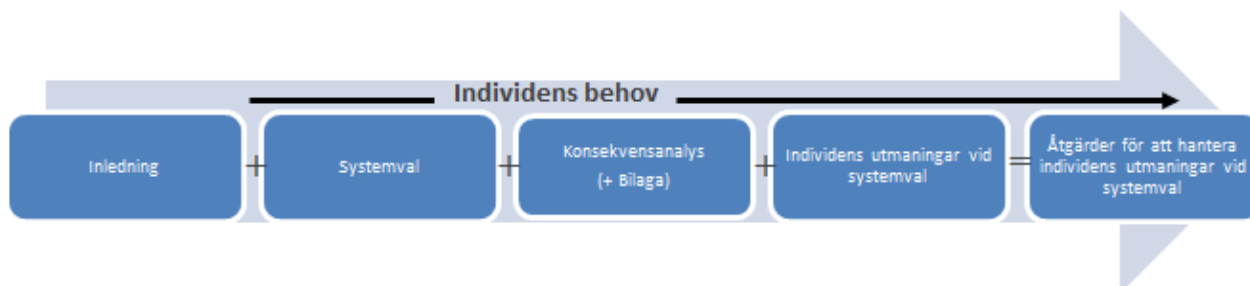 Individens behov
Inledning
+
Systemval
+
Konsekvensanalys
(+ Bilaga)
+
Individens utmaningar vid
systemval
=
Åtgärder för att hantera
individens utmaningar vid
systemval